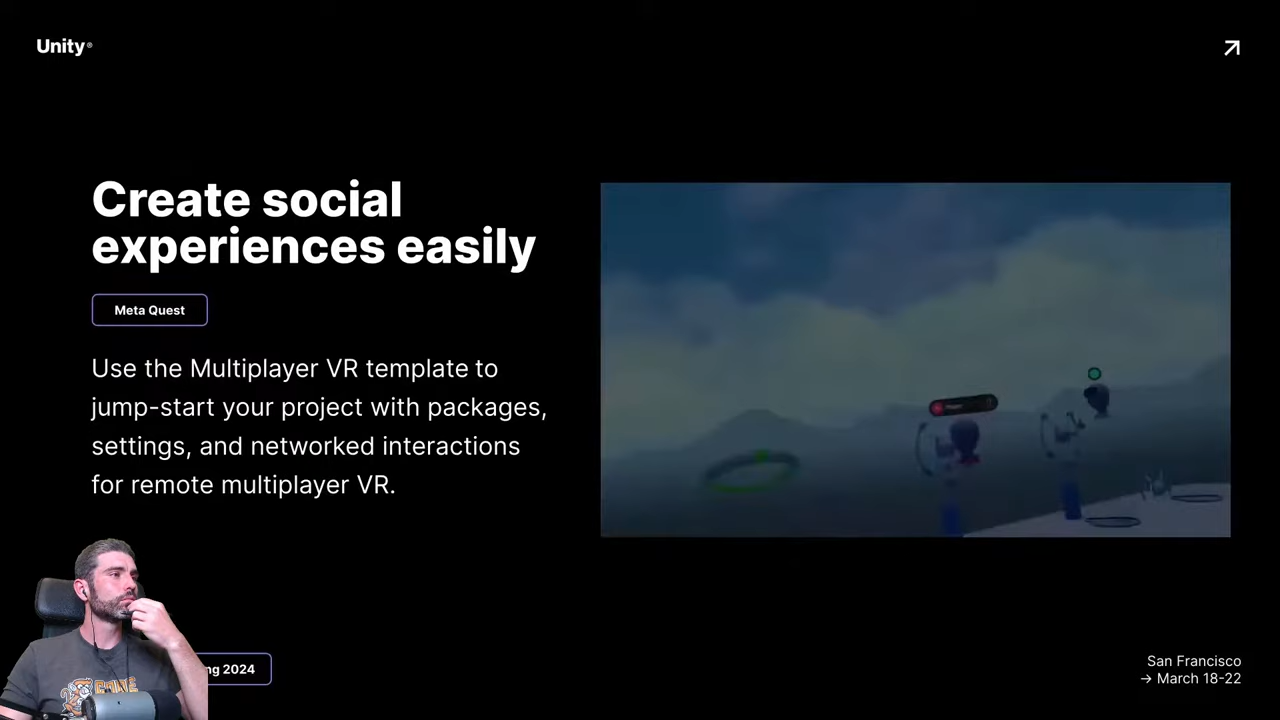 Unity®
Create social
experiences easily
Meta Quest
Use the Multiplayer VR template to
jump-start your project with packages,
settings, and networked interactions
for remote multiplayer VR.
2024
San Francisco
→ March 18-22